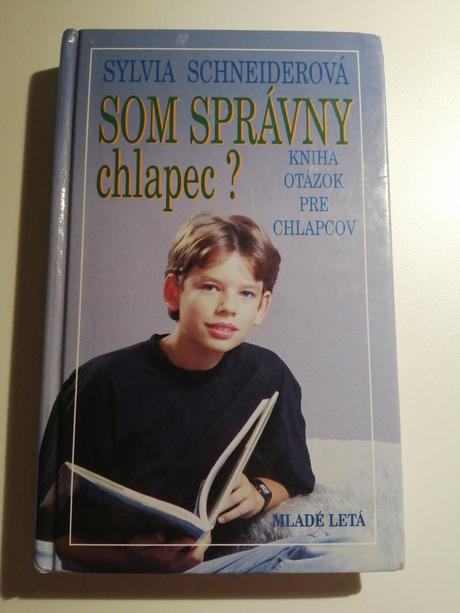 SYLVIA SCHNEIDEROVÁ
SOM SPRÁVNY
chlapec ?
KNIHA
OTÁZOK
PRE
CHLAPCOV
MLADÉ LETÁ